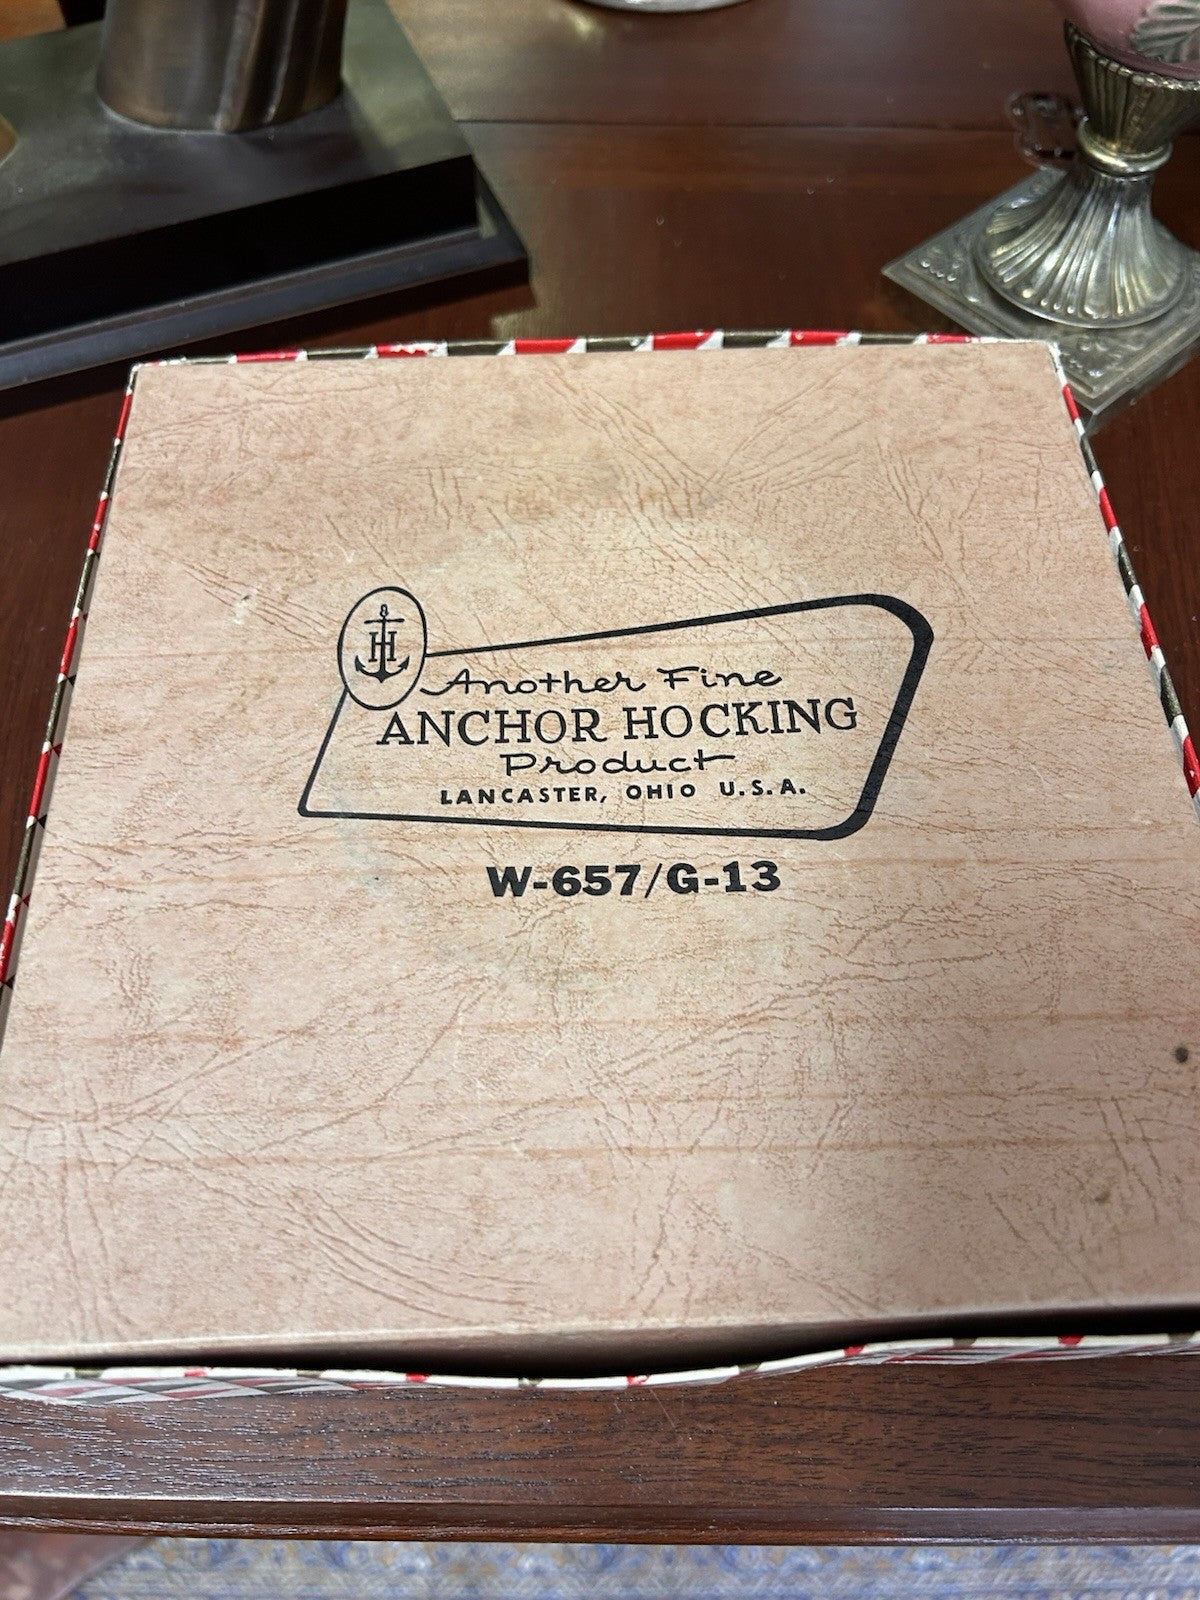 H
Another Fine
ANCHOR HOCKING
Product
LANCASTER, OHIO U.S.A.
W-657/G-13